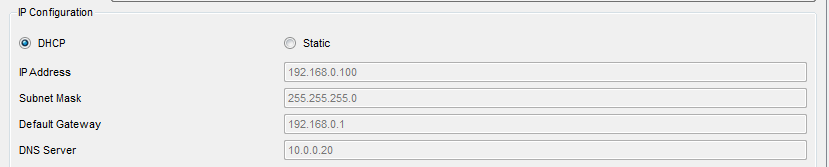 IP Configuration
DHCP Static
IP Address 192.168.0.100
Subnet Mask 255.255.255.0
Default Gateway 192.168.0.1
DNS Server 10.0.0.20